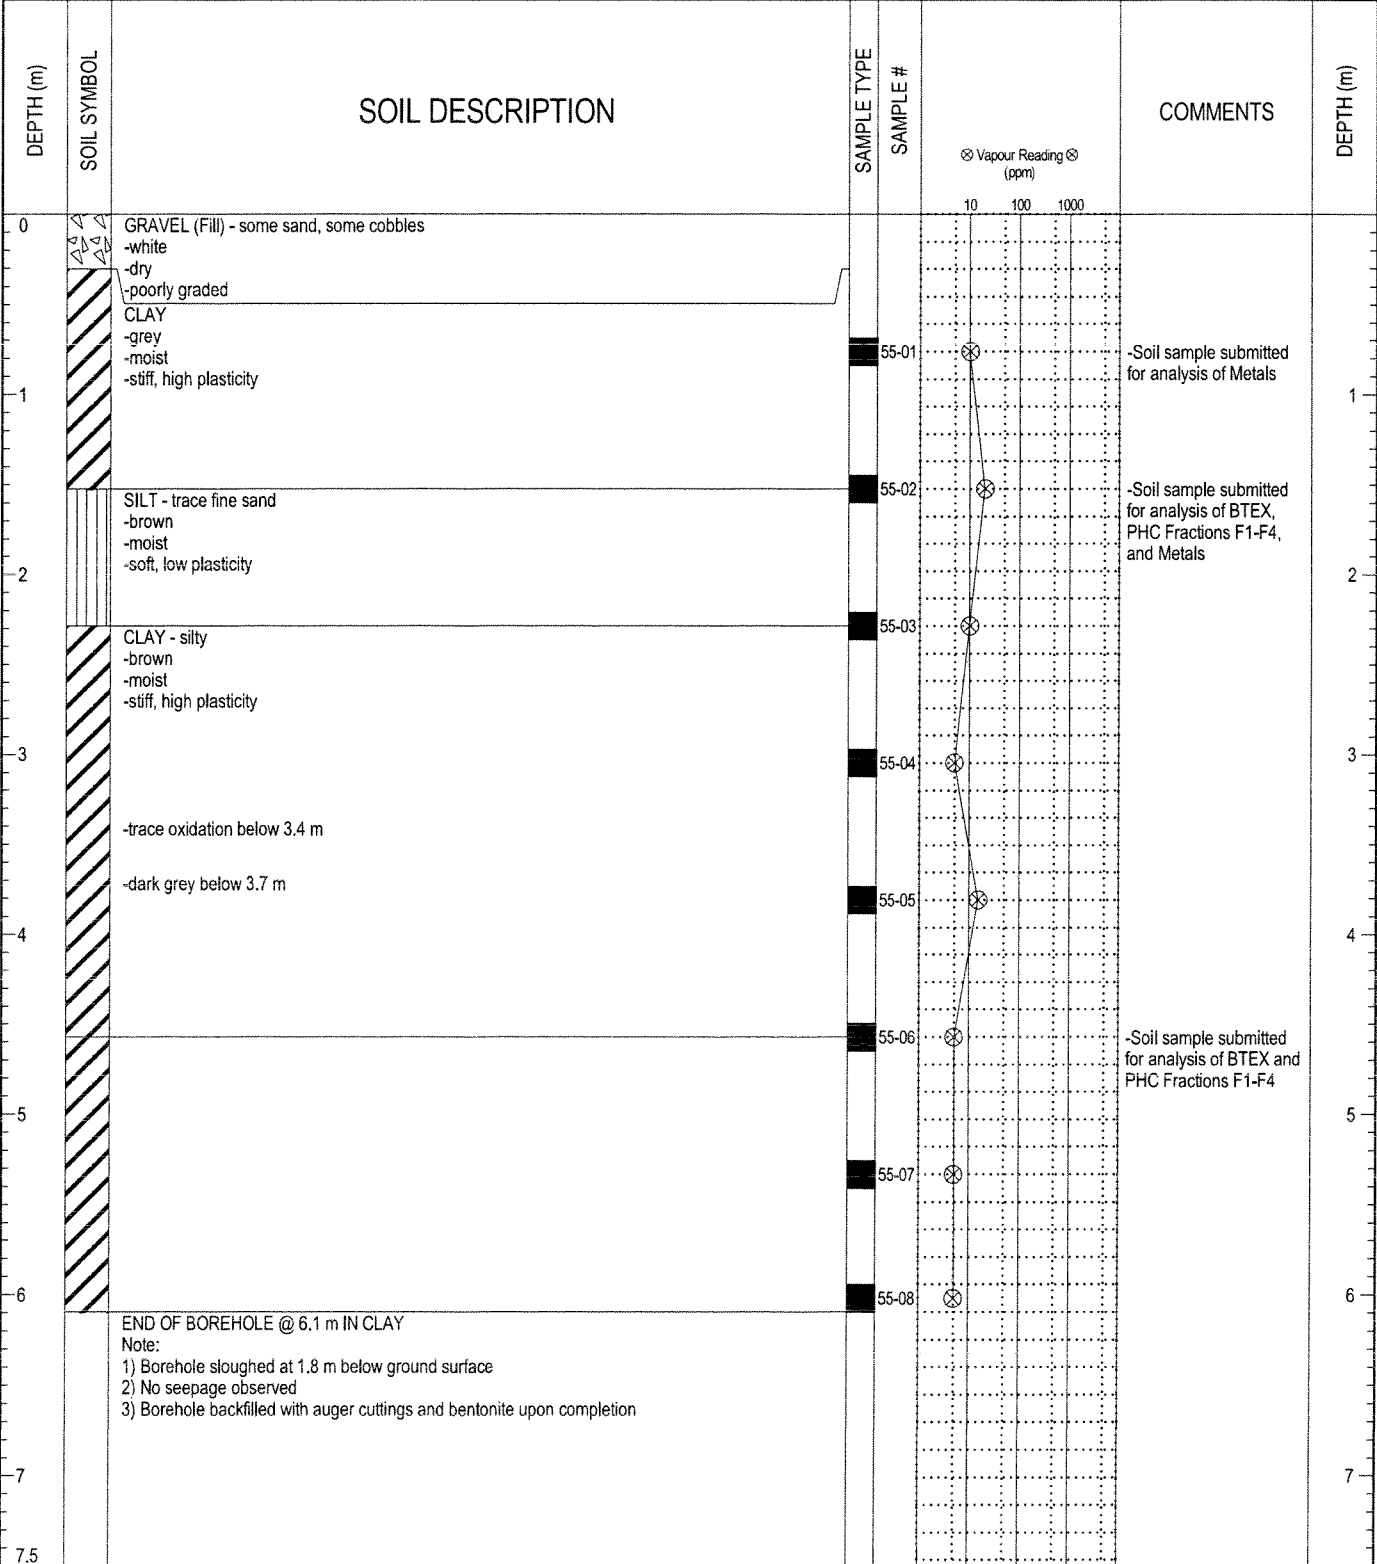 DEPTH (m)
SOIL SYMBOL
SOIL DESCRIPTION
SAMPLE TYPE
SAMPLE #
⊗ Vapour Reading ⊗
(ppm)
10 100 1000
COMMENTS
DEPTH (m)
0
GRAVEL (Fill) - some sand, some cobbles
-white
-dry
-poorly graded
CLAY
-grey
-moist
-stiff, high plasticity
55-01
-Soil sample submitted
for analysis of Metals
1
1
SILT - trace fine sand
-brown
-moist
-soft, low plasticity
55-02
-Soil sample submitted
for analysis of BTEX,
PHC Fractions F1-F4,
and Metals
2
2
CLAY - silty
-brown
-moist
-stiff, high plasticity
55-03
3
55-04
3
-trace oxidation below 3.4 m
-dark grey below 3.7 m
55-05
4
4
55-06
-Soil sample submitted
for analysis of BTEX and
PHC Fractions F1-F4
5
5
55-07
6
55-08
6
END OF BOREHOLE @ 6.1 m IN CLAY
Note:
1) Borehole sloughed at 1.8 m below ground surface
2) No seepage observed
3) Borehole backfilled with auger cuttings and bentonite upon completion
7
7
7.5